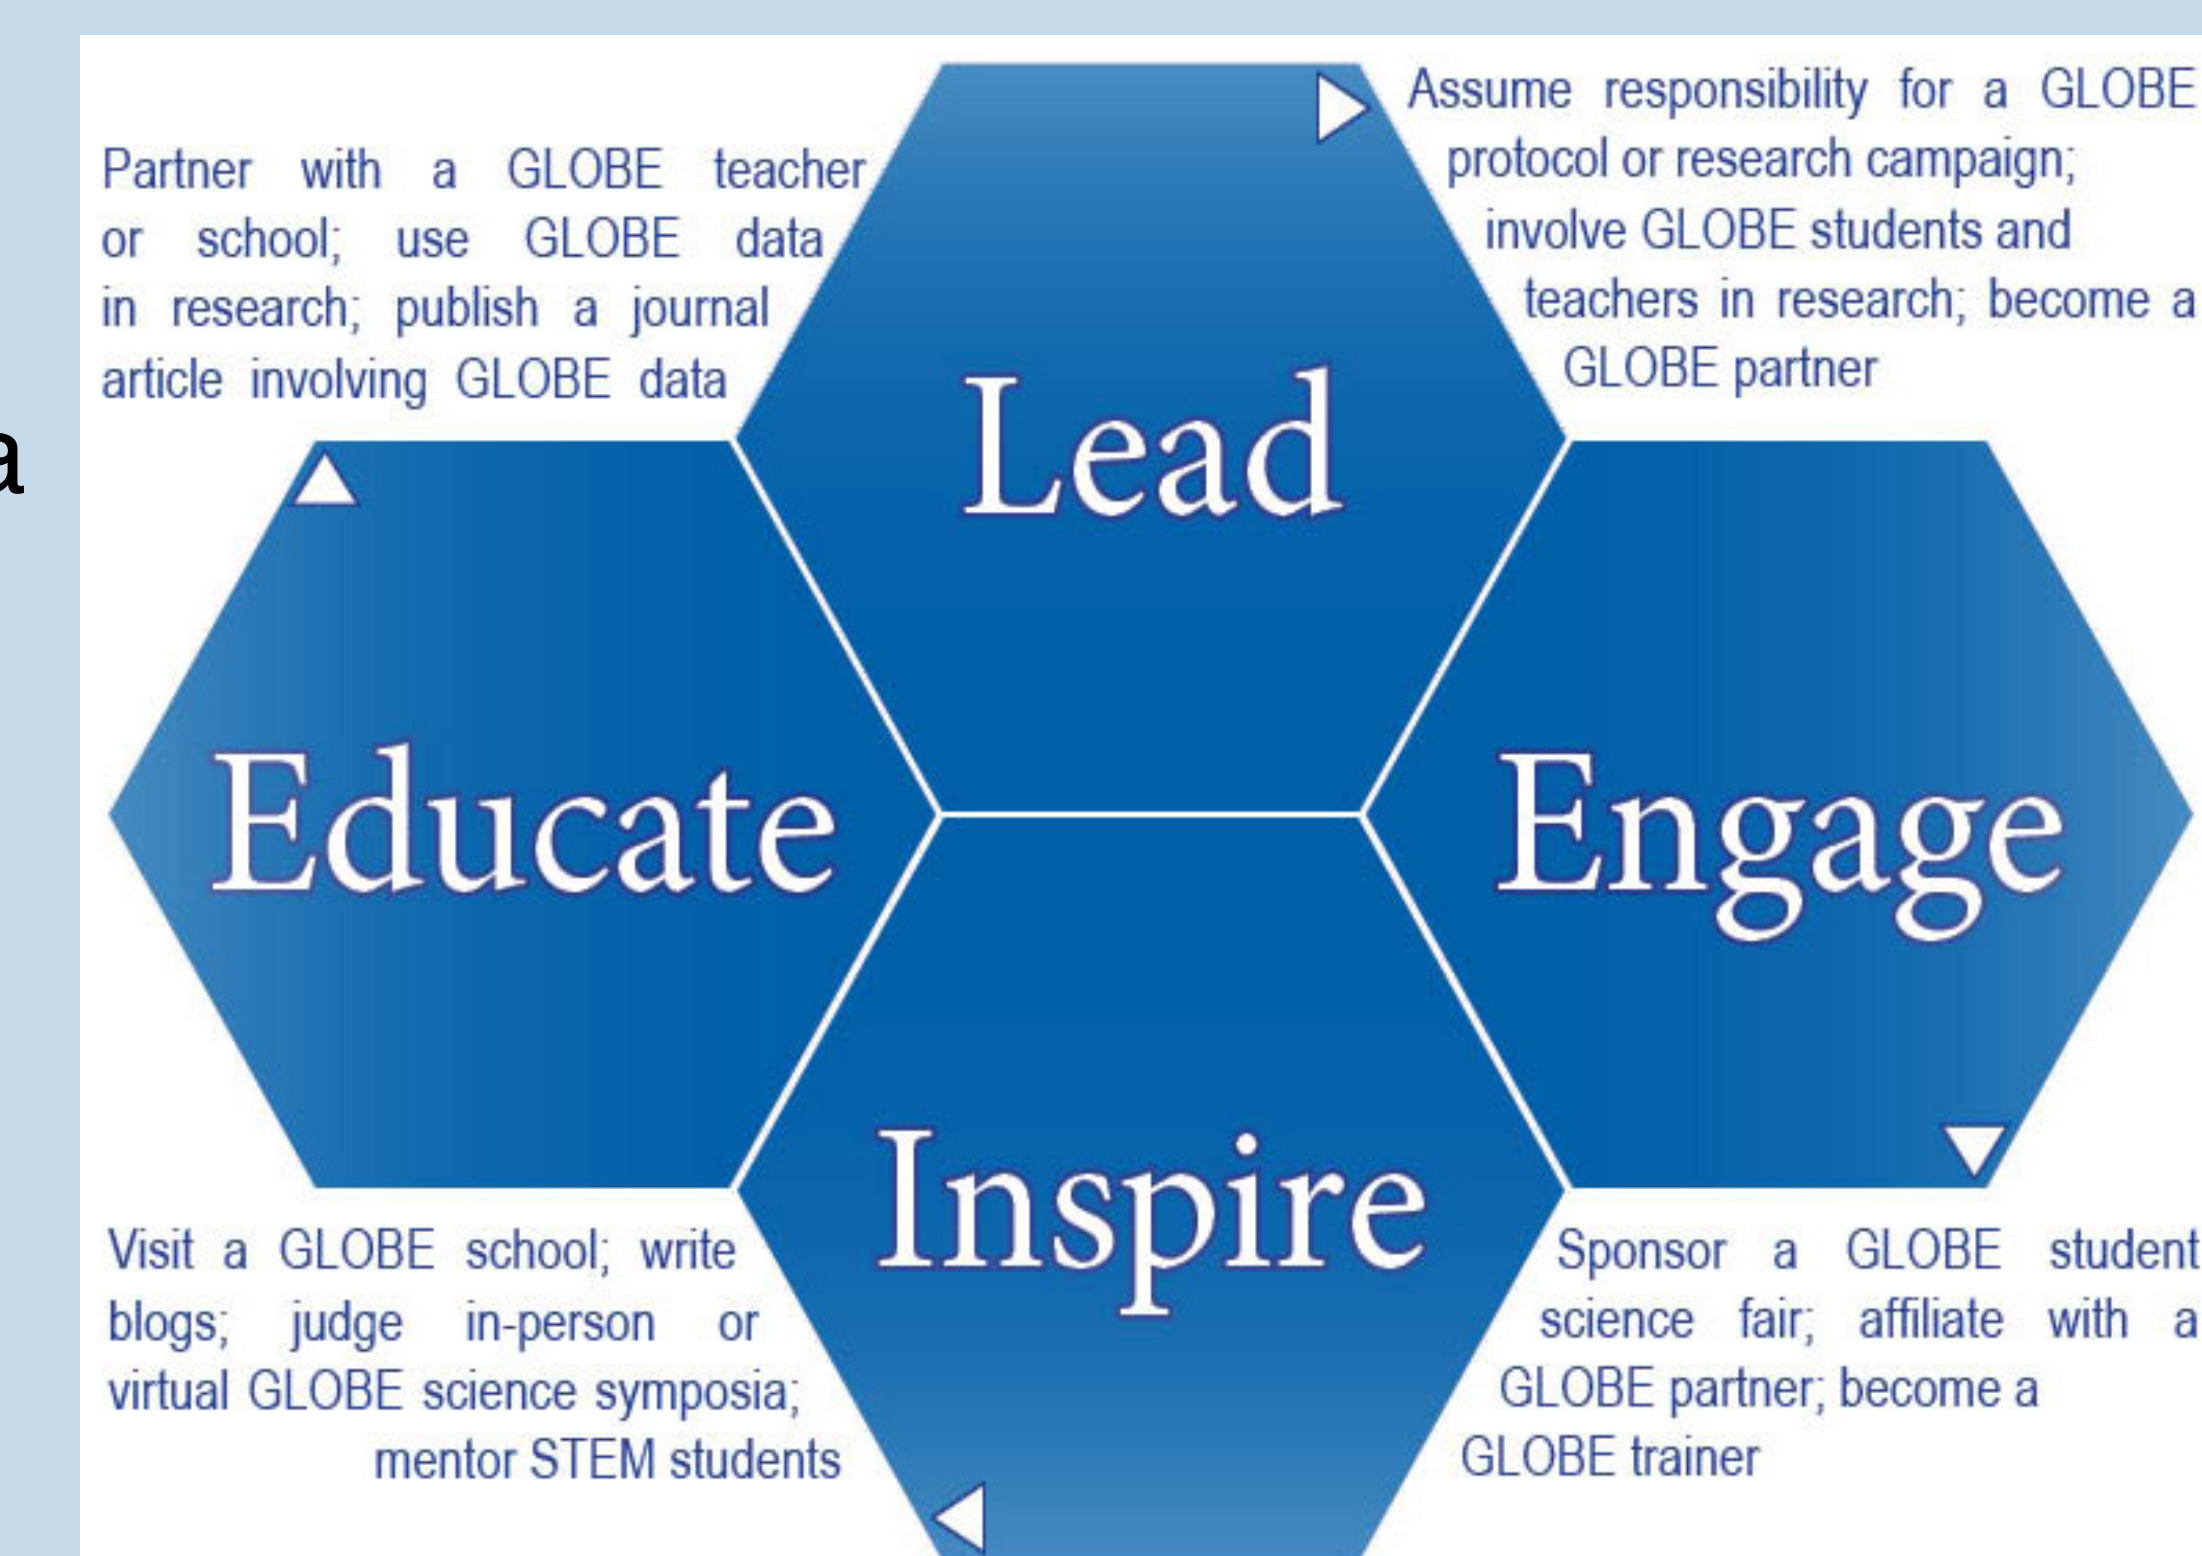 Partner with a GLOBE teacher
or school; use GLOBE data
in research; publish a journal
article involving GLOBE data
Assume responsibility for a GLOBE
protocol or research campaign;
involve GLOBE students and
teachers in research; become a
GLOBE partner
Lead
a
Educate
Engage
Inspire
Visit a GLOBE school; write
blogs; judge in-person or
virtual GLOBE science symposia;
mentor STEM students
Sponsor a GLOBE student
science fair; affiliate with a
GLOBE partner; become a
GLOBE trainer